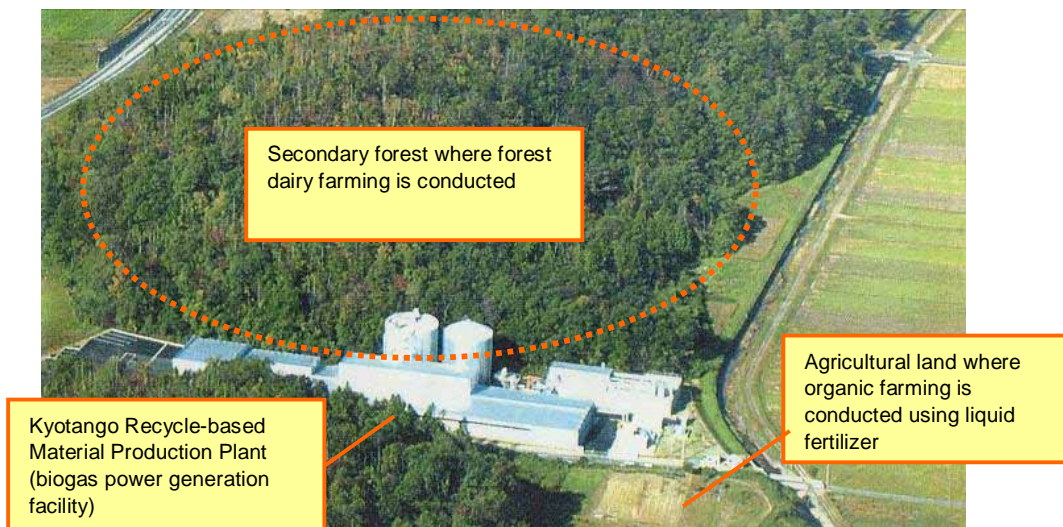 Secondary forest where forest
dairy farming is conducted
Agricultural land where
organic farming is
conducted using liquid
fertilizer
Kyotango Recycle-based
Material Production Plant
(biogas power generation
facility)